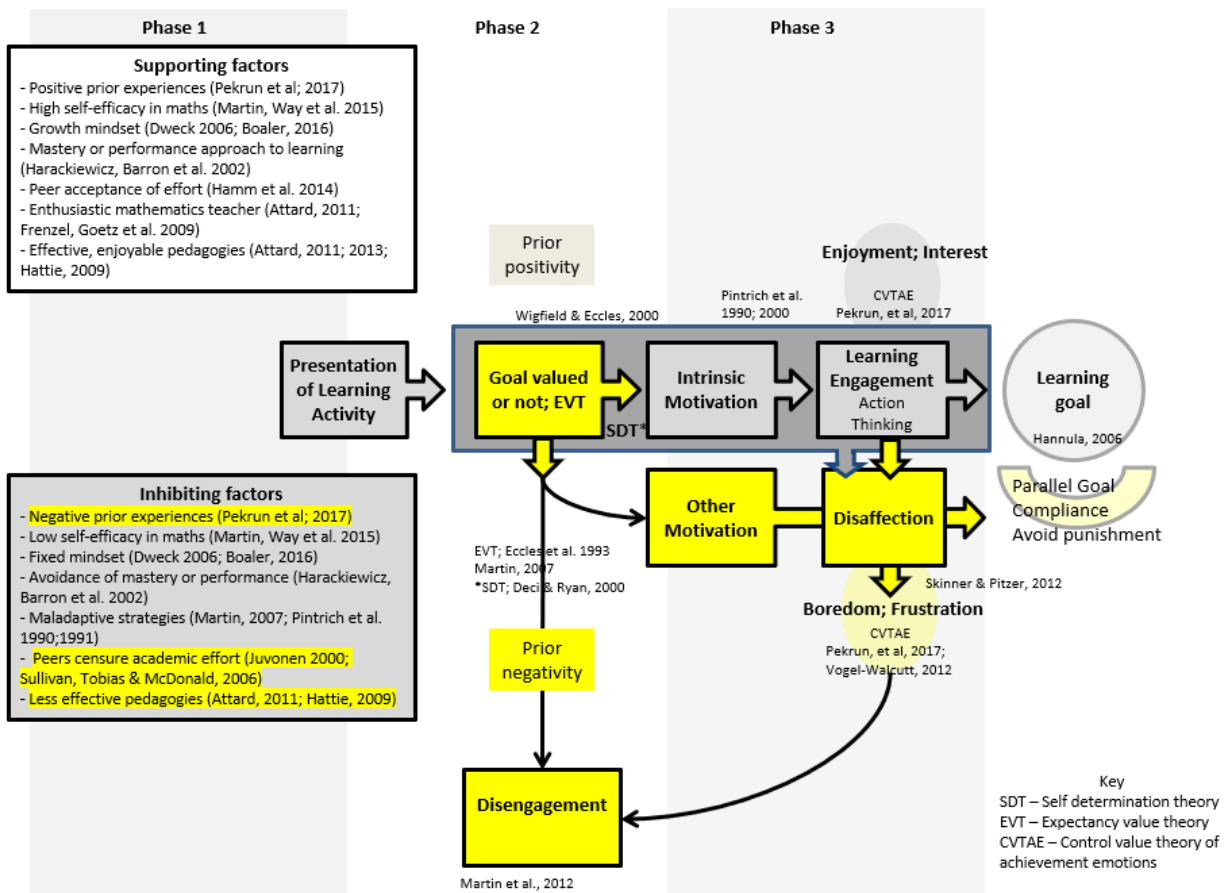 Phase 1
Phase 2
Phase 3
Supporting factors
- Positive prior experiences (Pekrun et al; 2017)
- High self-efficacy in maths (Martin, Way et al. 2015)
- Growth mindset (Dweck 2006; Boaler, 2016)
- Mastery or performance approach to learning
(Harackiewicz, Barron et al. 2002)
- Peer acceptance of effort (Hamm et al. 2014)
- Enthusiastic mathematics teacher (Attard, 2011;
Frenzel, Goetz et al. 2009)
- Effective, enjoyable pedagogies (Attard, 2011; 2013;
Hattie, 2009)
Prior
positivity
Enjoyment; Interest
CVTAE
Pekrun, et al, 2017
Wigfield & Eccles, 2000
Pintrich et al.
1990; 2000
Presentation
of Learning
Activity
Goal valued
or not; EVT
SDT*
Intrinsic
Motivation
Learning
Engagement
Action
Thinking
Learning
goal
Hannula, 2006
Inhibiting factors
- Negative prior experiences (Pekrun et al; 2017)
- Low self-efficacy in maths (Martin, Way et al. 2015)
- Fixed mindset (Dweck 2006; Boaler, 2016)
- Avoidance of mastery or performance (Harackiewicz,
Barron et al. 2002)
- Maladaptive strategies (Martin, 2007; Pintrich et al.
1990;1991)
- Peers censure academic effort (Juvonen 2000;
Sullivan, Tobias & McDonald, 2006)
- Less effective pedagogies (Attard, 2011; Hattie, 2009)
Other
Motivation
Disaffection
Parallel Goal
Compliance
Avoid punishment
EVT; Eccles et al. 1993
Martin, 2007
*SDT; Deci & Ryan, 2000
Skinner & Pitzer, 2012
Boredom; Frustration
CVTAE
Pekrun, et al, 2017;
Vogel-Walcutt, 2012
Prior
negativity
Disengagement
Martin et al., 2012
Key
SDT – Self determination theory
EVT – Expectancy value theory
CVTAE – Control value theory of
achievement emotions